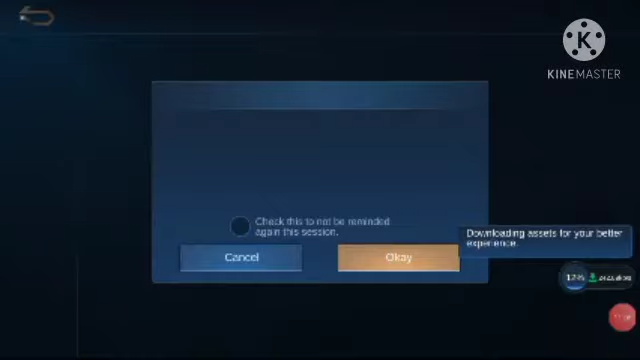 K
KINEMASTER
Check this to not be reminded
again this session.
Cancel
Okay
Downloading assets for your better
experience.